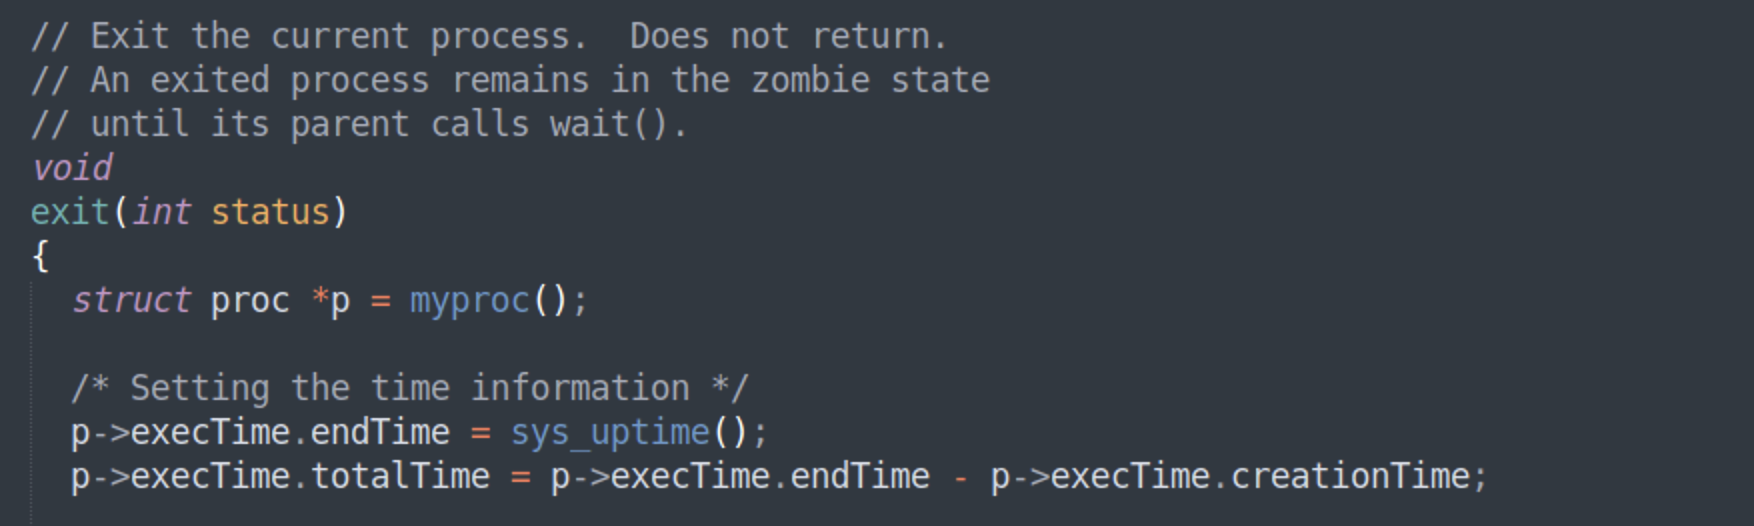 // Exit the current process.  Does not return.
// An exited process remains in the zombie state
// until its parent calls wait().
void
exit(int status)
{
  struct proc *p = myproc();

  /* Setting the time information */
  p->execTime.endTime = sys_uptime();
  p->execTime.totalTime = p->execTime.endTime - p->execTime.creationTime;